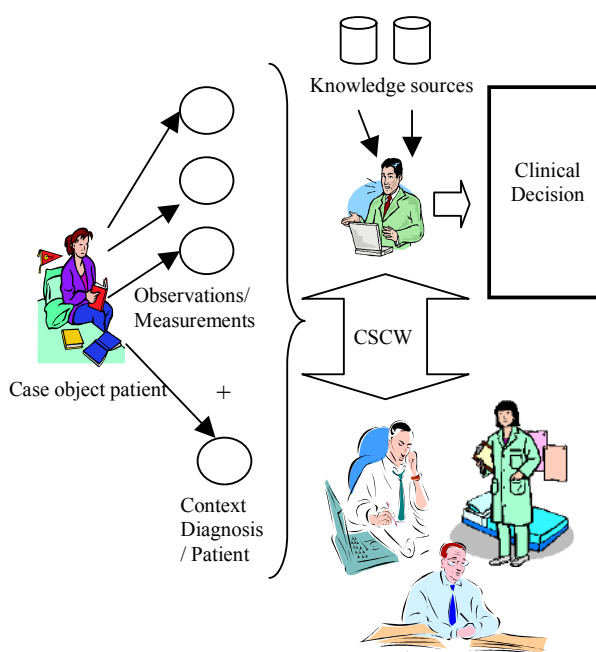 Knowledge sources
Clinical
Decision
Observations/
Measurements
CSCW
Case object patient
+
Context
Diagnosis
/ Patient